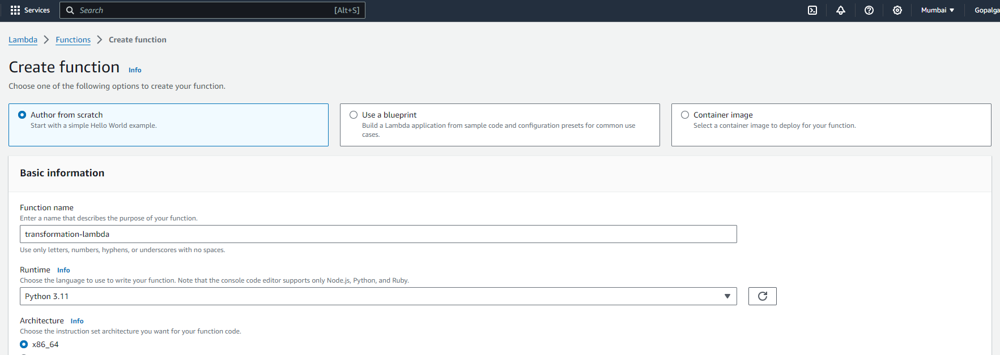 Services
Search [Alt+S]
Mumbai
Lambda Functions Create function
Create function Info
Choose one of the following options to create your function.
Author from scratch
Start with a simple Hello World example.
Use a blueprint
Build a Lambda application from sample code and configuration presets for common use
cases.
Container image
Select a container image to deploy for your function.
Basic information
Function name
Enter a name that describes the purpose of your function.
transformation-lambda
Use only letters, numbers, hyphens, or underscores with no spaces.
Runtime Info
Choose the language to use to write your function. Note that the console code editor supports only Node.js, Python, and Ruby.
Python 3.11
Architecture Info
Choose the instruction set architecture you want for your function code.
x86_64